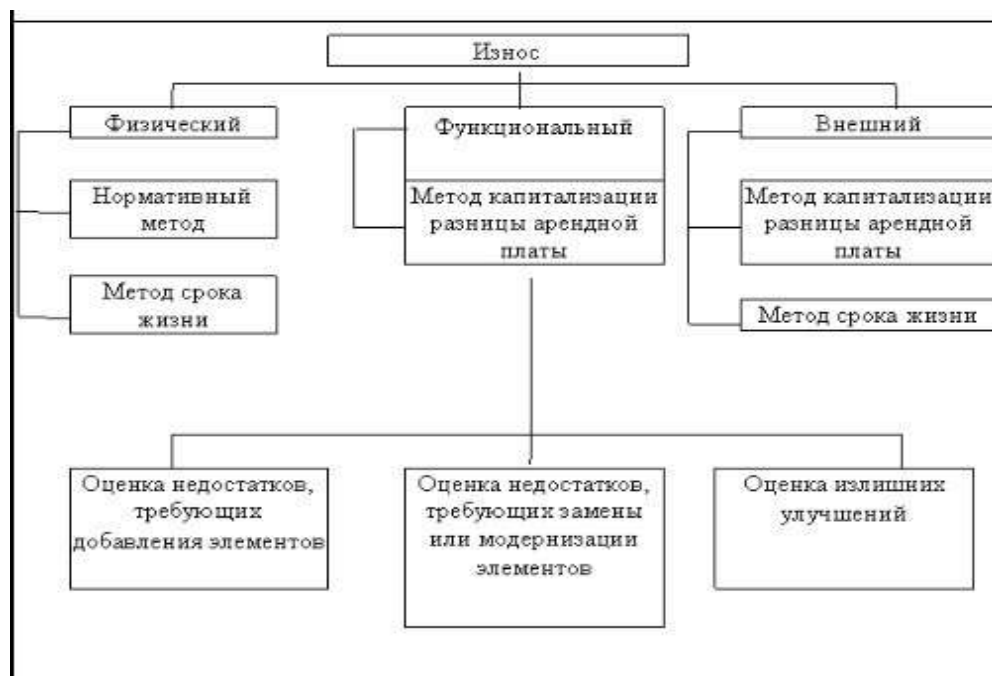 Износ
Физический
Функциональный
Внешний
Нормативный
метод
Метод капитализации
разницы арендной
платы
Метод капитализации
разницы арендной
платы
Метод срока
жизни
Метод срока жизни
Оценка недостатков,
требующих
добавления элементов
Оценка недостатков,
требующих замены
или модернизации
элементов
Оценка излишних
улучшений